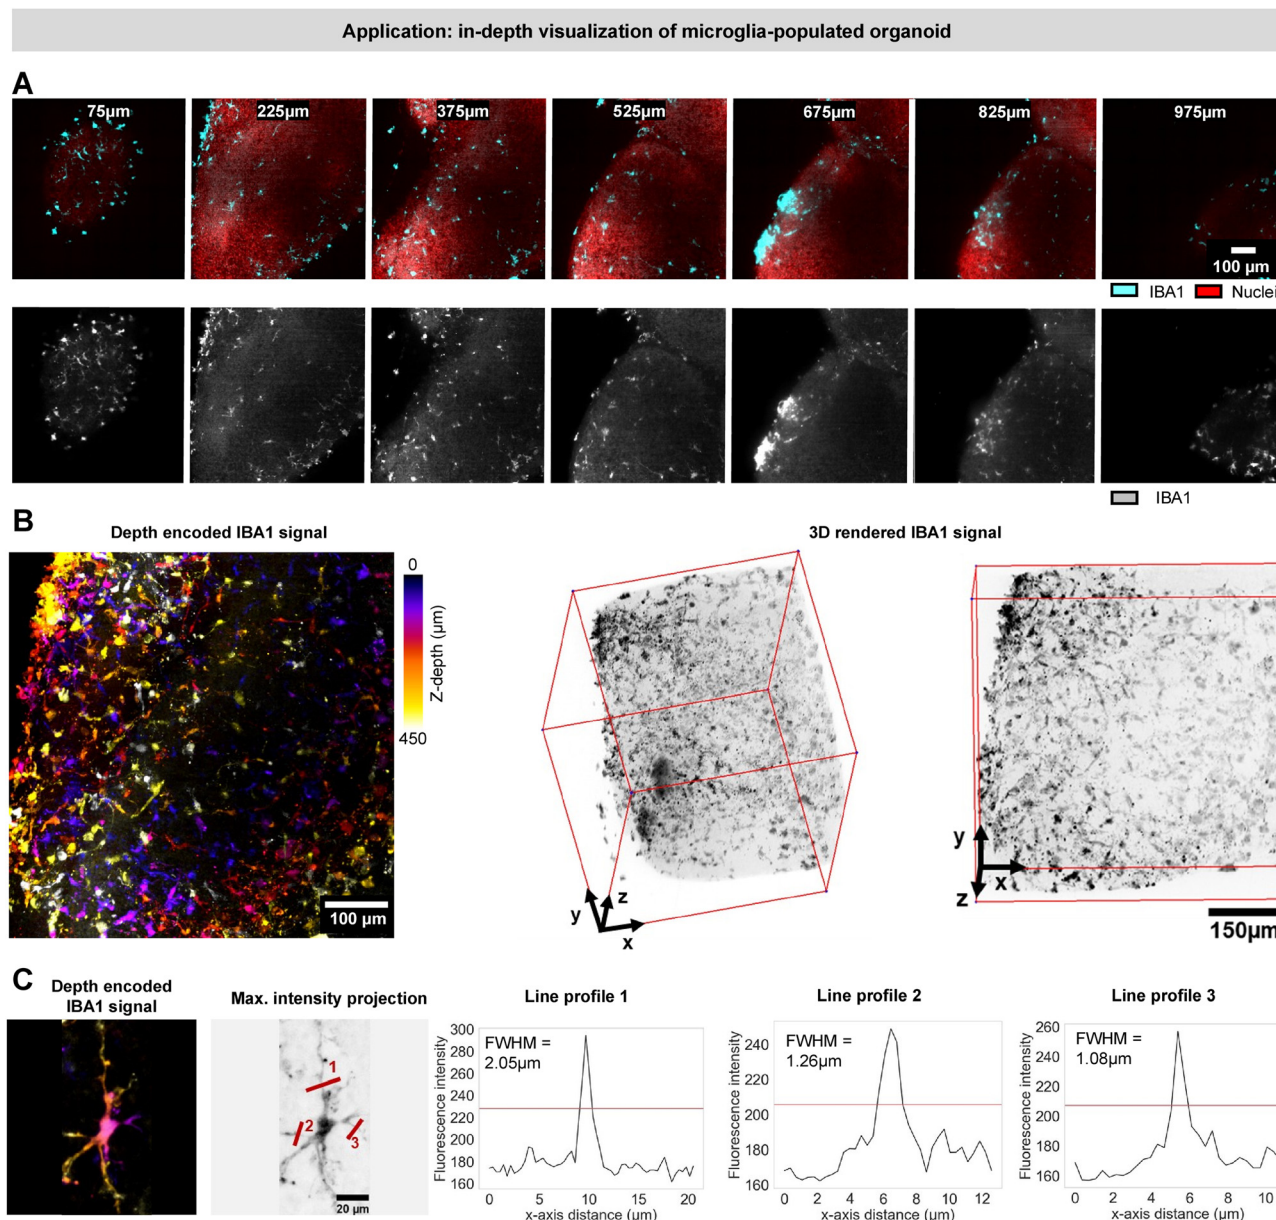 Application: in-depth visualization of microglia-populated organoid
A
75µm 225µm 375µm 525µm 675µm 825µm 975µm
100 µm
IBA1 Nuclei
IBA1
B
Depth encoded IBA1 signal
3D rendered IBA1 signal
0
Z-depth (µm)
450
100 µm
y z x
y x z
150µm
C
Depth encoded
IBA1 signal
Max. intensity projection
1
2
3
20 µm
Line profile 1
FWHM =
2.05µm
Fluorescence intensity
300
280
260
240
220
200
180
160
0 5 10 15 20
x-axis distance (µm)
Line profile 2
FWHM =
1.26µm
Fluorescence intensity
240
220
200
180
160
0 2 4 6 8 10 12
x-axis distance (µm)
Line profile 3
FWHM =
1.08µm
Fluorescence intensity
260
240
220
200
180
160
0 2 4 6 8 10
x-axis distance (µm)